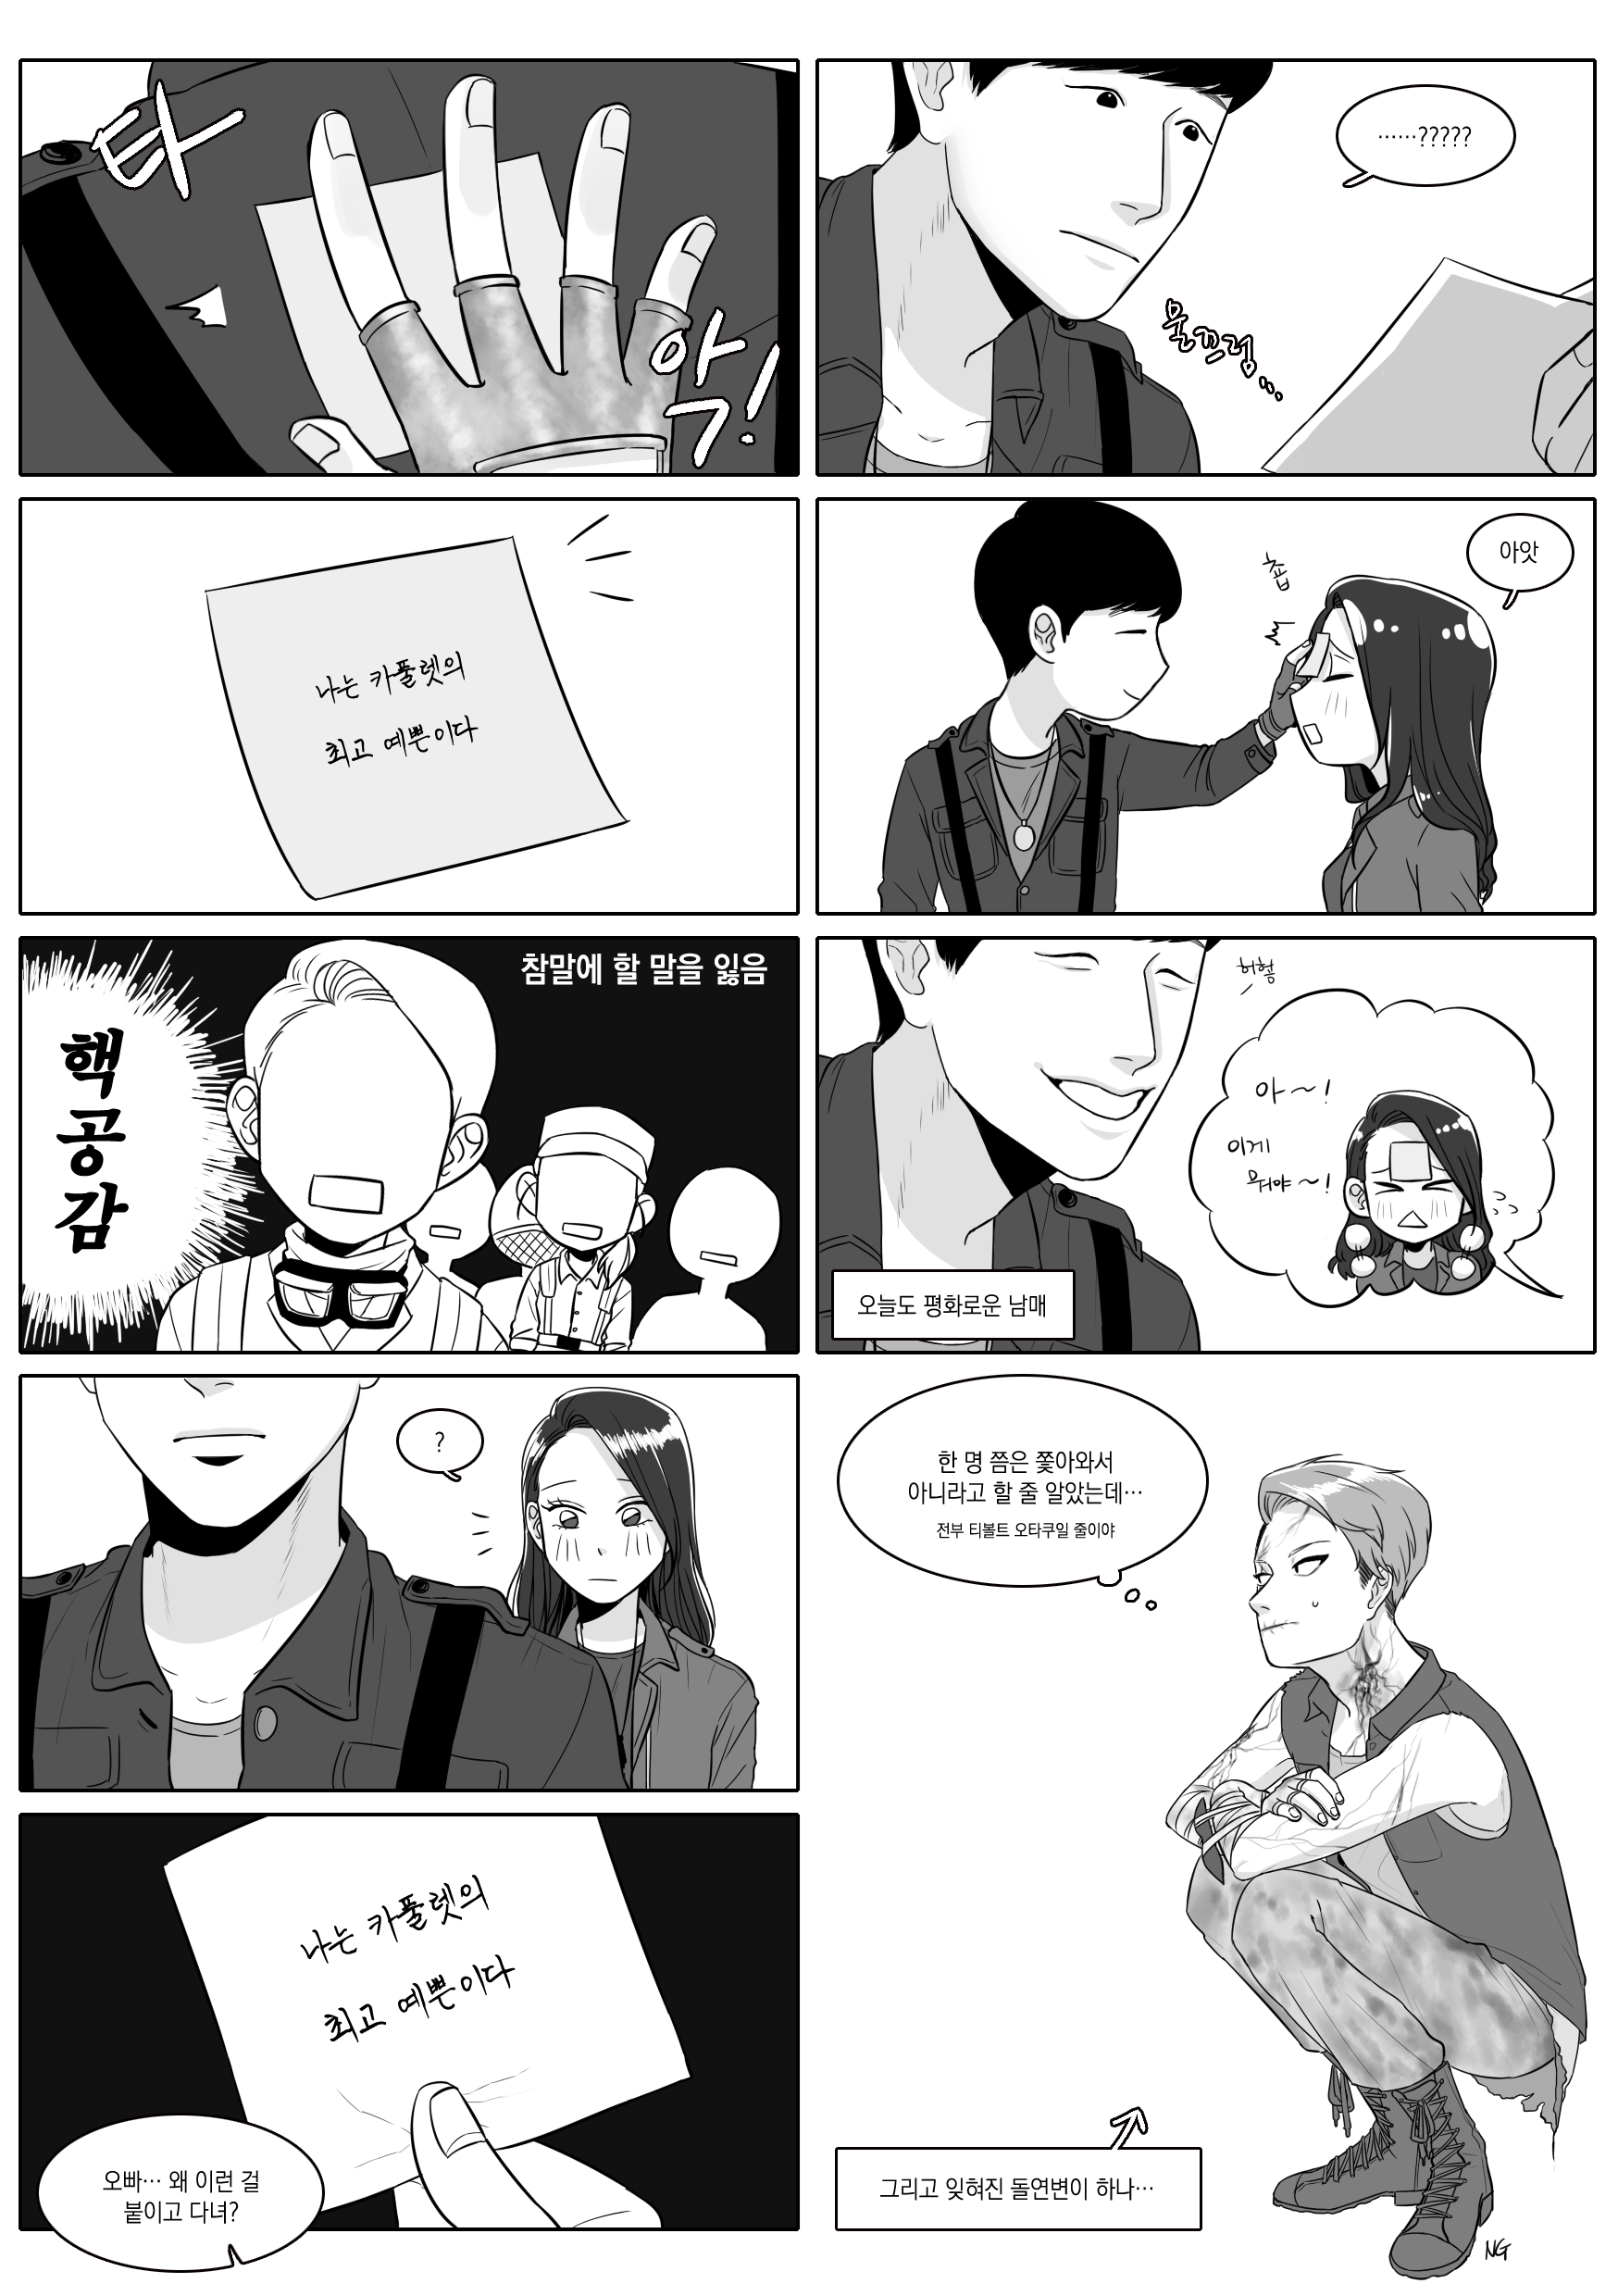 타
악!
나는 카풀렛의
최고 예쁜이다
참말에 할 말을 잃음
핵
공
감
?
나는 카풀렛의
최고 예쁜이다
오빠… 왜 이런 걸
붙이고 다녀?
……?????
물끄렁...
아앗
춉
허헣
아~!
이게
뭐야~!
오늘도 평화로운 남매
한 명 쯤은 쫓아와서
아니라고 할 줄 알았는데…
전부 티볼트 오타쿠일 줄이야
그리고 잊혀진 돌연변이 하나…
NG